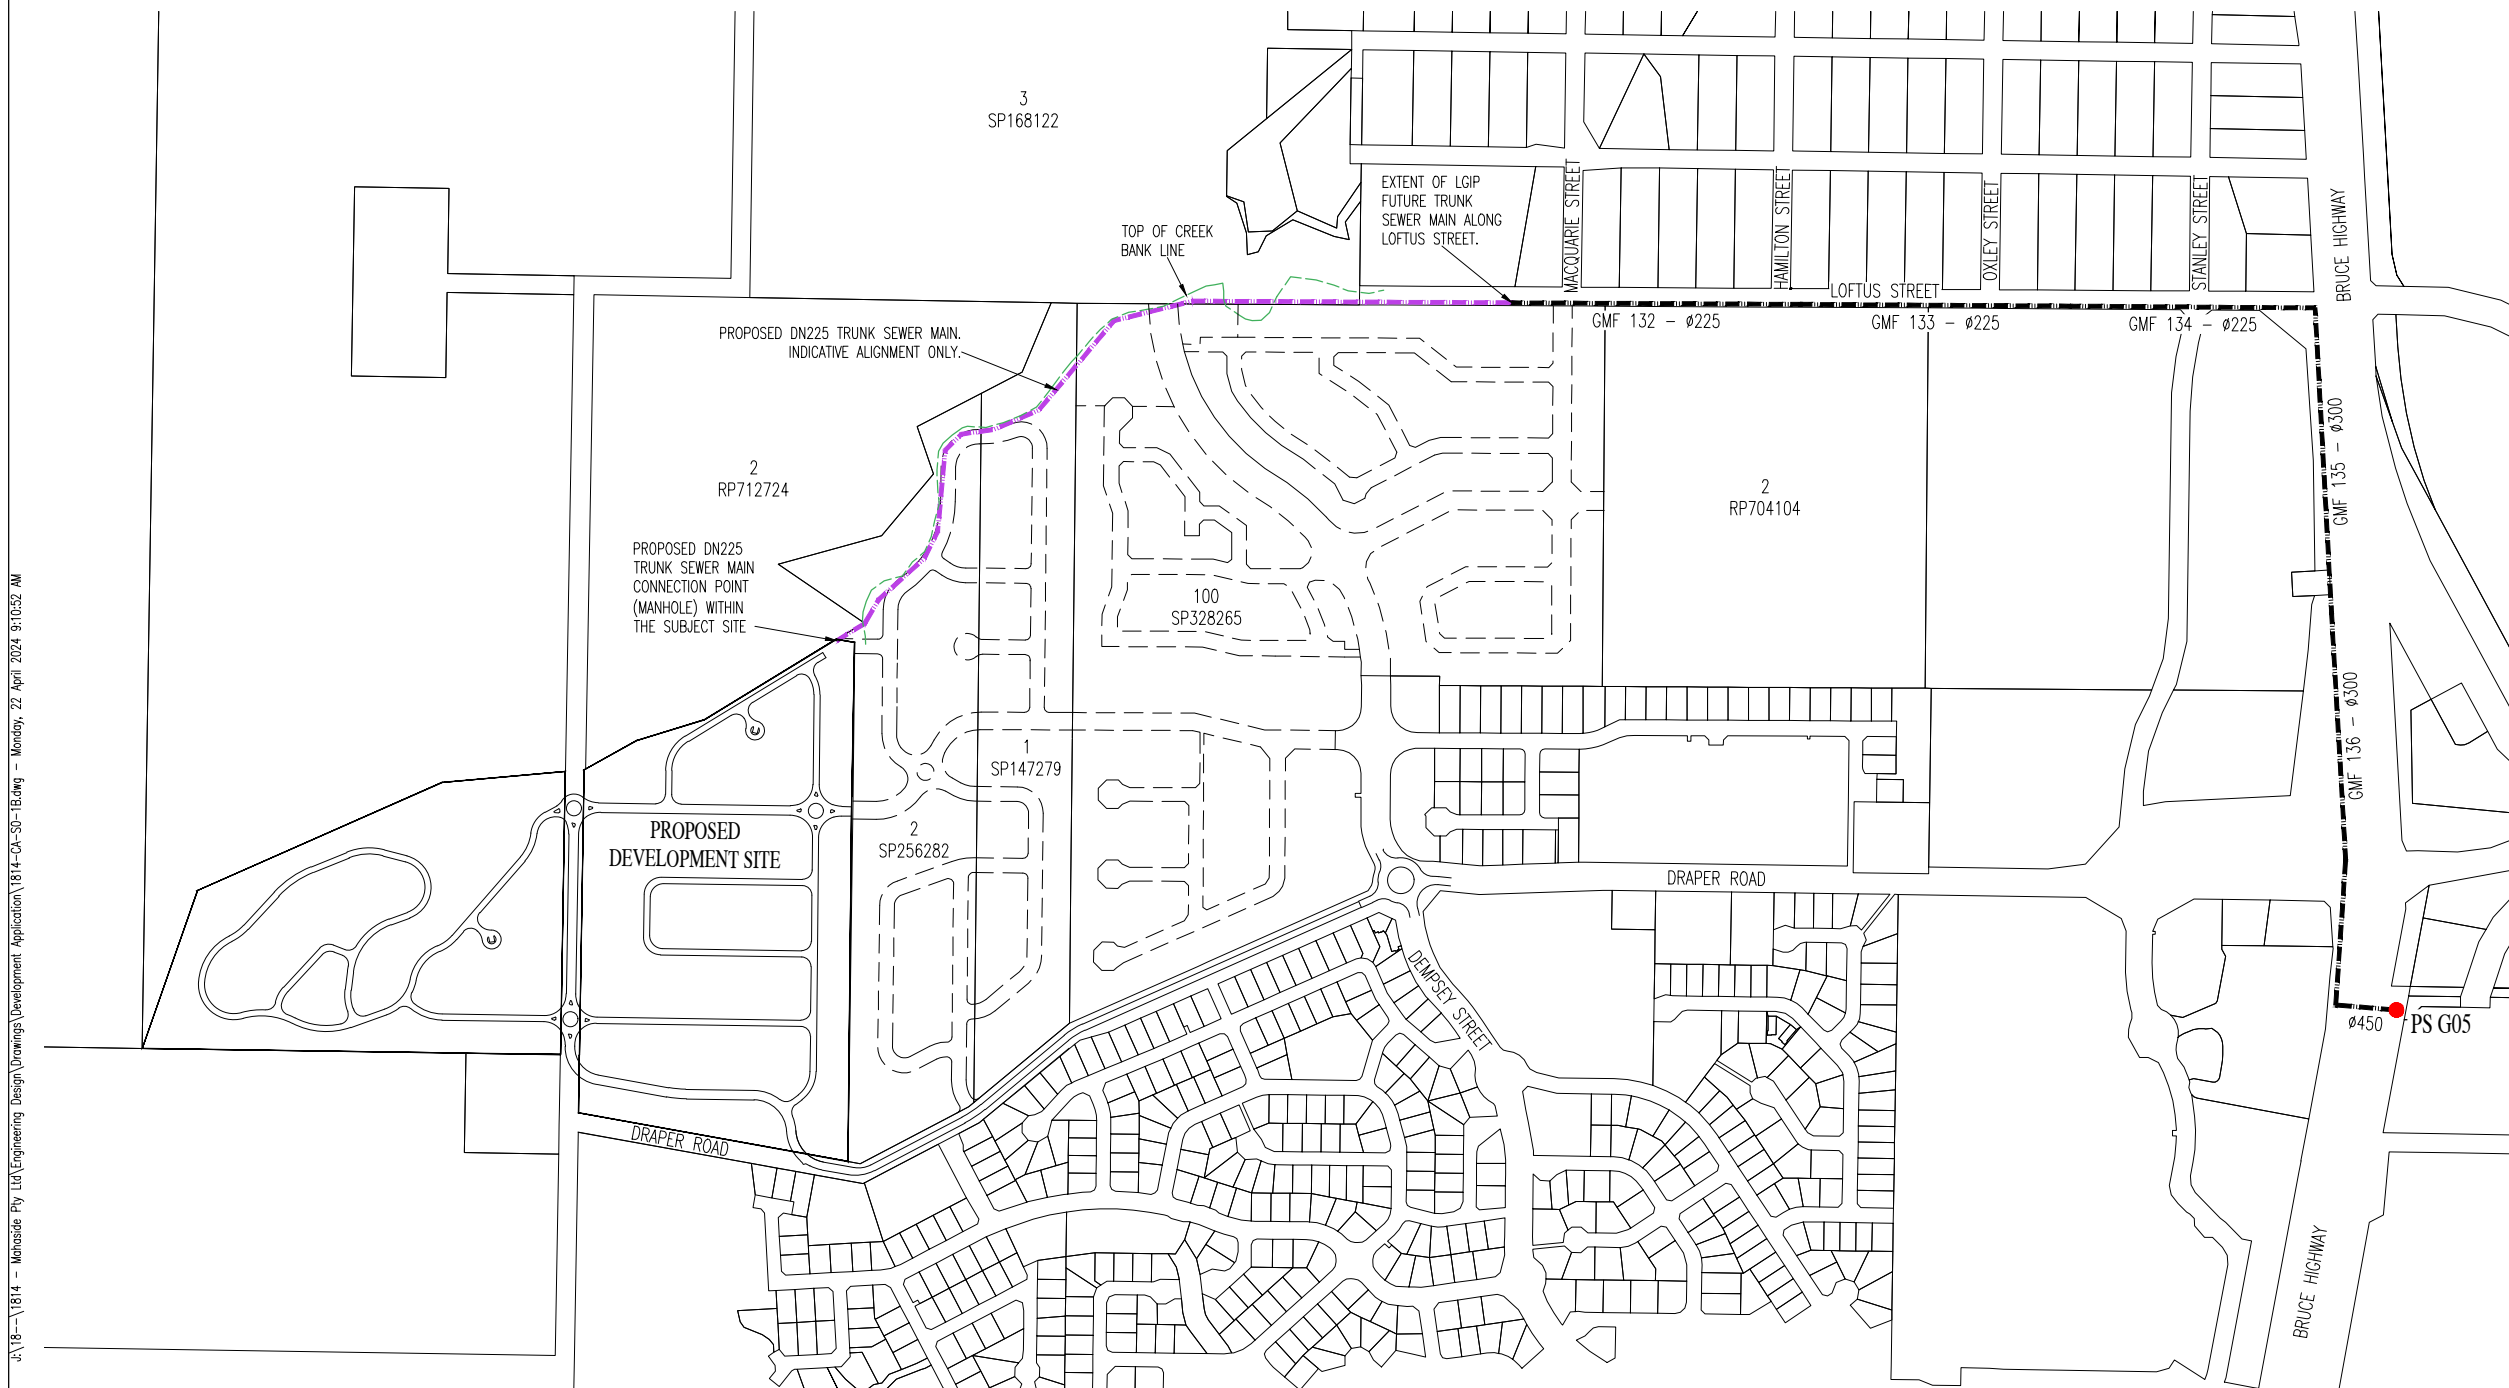 3
SP168122
EXTENT OF LGIP
FUTURE TRUNK
SEWER MAIN ALONG
LOFTUS STREET.
TOP OF CREEK
BANK LINE
MACQUARIE STREET
HAMILTON STREET
OXLEY STREET
STANLEY STREET
BRUCE HIGHWAY
LOFTUS STREET
GMF 132 - Ø225
GMF 133 - Ø225
GMF 134 - Ø225
PROPOSED DN225 TRUNK SEWER MAIN.
INDICATIVE ALIGNMENT ONLY.
GMF 135 - Ø300
2
RP712724
2
RP704104
PROPOSED DN225
TRUNK SEWER MAIN
CONNECTION POINT
(MANHOLE) WITHIN
THE SUBJECT SITE
100
SP328265
GMF 136 - Ø300
1
SP147279
PROPOSED
DEVELOPMENT SITE
2
SP256282
DRAPER ROAD
DEMPSEY STREET
Ø450
PS G05
DRAPER ROAD
BRUCE HIGHWAY
J:\18--\1814 - Mahaside Pty Ltd\Engineering Design\Drawings\Development Application\1814-CA-SO-1B.dwg - Monday, 22 April 2024 9:10:52 AM